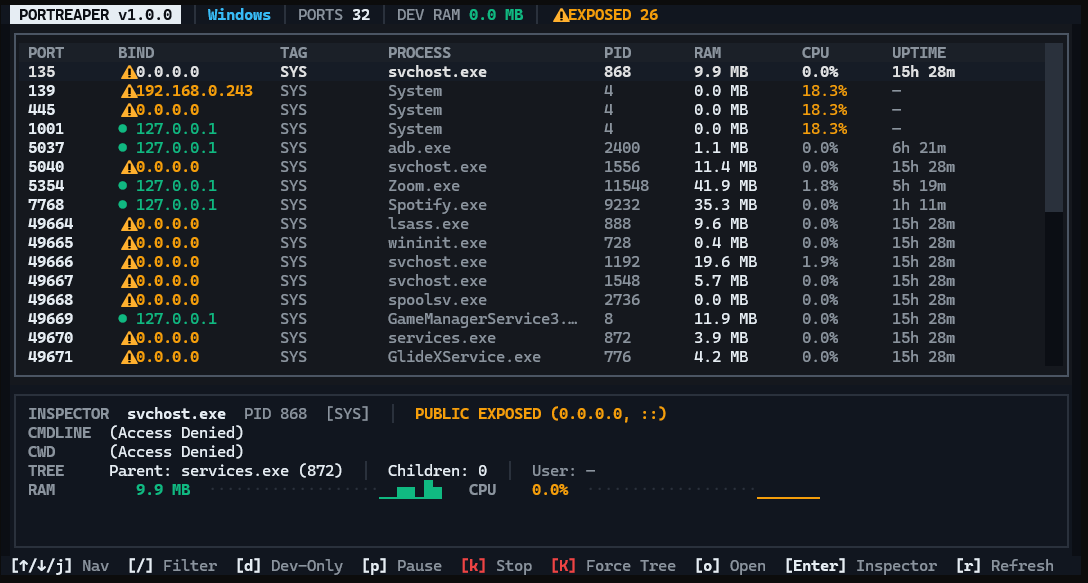 PORTREAPER v1.0.0 │ Windows │ PORTS 32 │ DEV RAM 0.0 MB │ ⚠EXPOSED 26
PORT BIND TAG PROCESS PID RAM CPU UPTIME
135 ⚠0.0.0.0 SYS svchost.exe 868 9.9 MB 0.0% 15h 28m
139 ⚠192.168.0.243 SYS System 4 0.0 MB 18.3% —
445 ⚠0.0.0.0 SYS System 4 0.0 MB 18.3% —
1001 ● 127.0.0.1 SYS System 4 0.0 MB 18.3% —
5037 ● 127.0.0.1 SYS adb.exe 2400 1.1 MB 0.0% 6h 21m
5040 ⚠0.0.0.0 SYS svchost.exe 1556 11.4 MB 0.0% 15h 28m
5354 ● 127.0.0.1 SYS Zoom.exe 11548 41.9 MB 1.8% 5h 19m
7768 ● 127.0.0.1 SYS Spotify.exe 9232 35.3 MB 0.0% 1h 11m
49664 ⚠0.0.0.0 SYS lsass.exe 888 9.6 MB 0.0% 15h 28m
49665 ⚠0.0.0.0 SYS wininit.exe 728 0.4 MB 0.0% 15h 28m
49666 ⚠0.0.0.0 SYS svchost.exe 1192 19.6 MB 1.9% 15h 28m
49667 ⚠0.0.0.0 SYS svchost.exe 1548 5.7 MB 0.0% 15h 28m
49668 ⚠0.0.0.0 SYS spoolsv.exe 2736 0.0 MB 0.0% 15h 28m
49669 ● 127.0.0.1 SYS GameManagerService3.… 8 11.9 MB 0.0% 15h 28m
49670 ⚠0.0.0.0 SYS services.exe 872 3.9 MB 0.0% 15h 28m
49671 ⚠0.0.0.0 SYS GlideXService.exe 776 4.2 MB 0.0% 15h 28m
INSPECTOR svchost.exe PID 868 [SYS] │ PUBLIC EXPOSED (0.0.0.0, ::)
CMDLINE (Access Denied)
CWD (Access Denied)
TREE Parent: services.exe (872) │ Children: 0 │ User: —
RAM 9.9 MB CPU 0.0%
[↑/↓/j] Nav [/] Filter [d] Dev-Only [p] Pause [k] Stop [K] Force Tree [o] Open [Enter] Inspector [r] Refresh